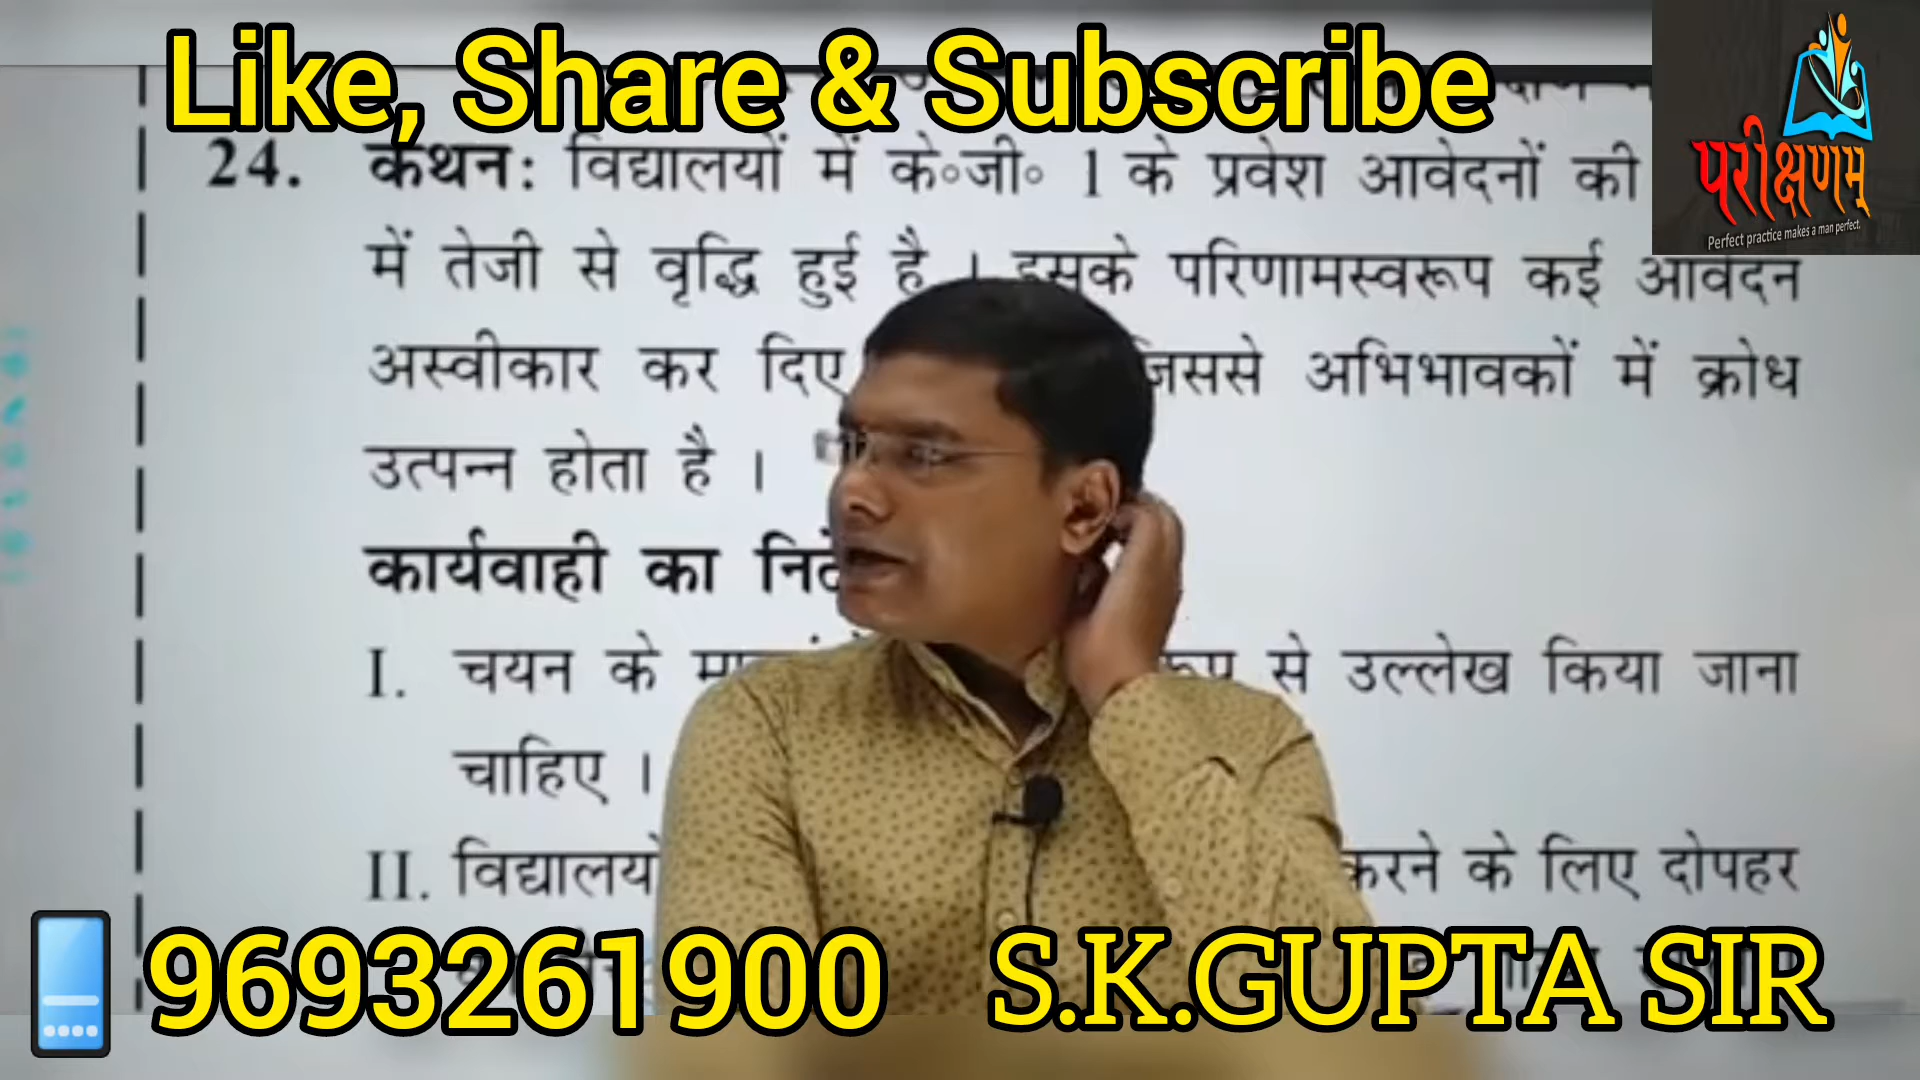 Like, Share & Subscribe
परीक्षणम्
Perfect practice makes a man perfect.
24. कथन: विद्यालयों में के॰जी॰ 1 के प्रवेश आवेदनों की
में तेजी से वृद्धि हुई है । इसके परिणामस्वरूप कई आवेदन
अस्वीकार कर दिए जिससे अभिभावकों में क्रोध
उत्पन्न होता है ।
कार्यवाही का
I. चयन के से उल्लेख किया जाना
चाहिए ।
II. करने के लिए दोपहर
9693261900 S.K.GUPTA SIR